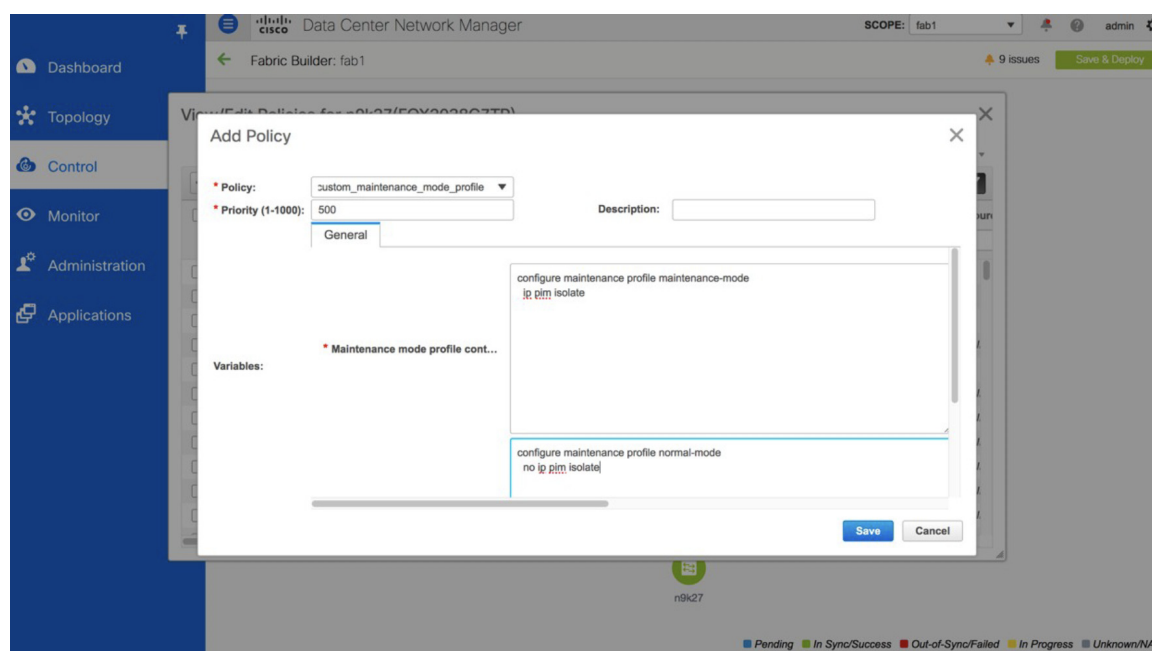 cisco Data Center Network Manager
SCOPE: fab1
admin
Fabric Builder: fab1
9 issues
Save & Deploy
Dashboard
Topology
Control
Monitor
Administration
Applications
Add Policy
* Policy:
custom_maintenance_mode_profile
* Priority (1-1000):
500
Description:
General
Variables:
* Maintenance mode profile cont...
configure maintenance profile maintenance-mode
ip pim isolate
configure maintenance profile normal-mode
no ip pim isolate
Save
Cancel
n9k27
Pending In Sync/Success Out-of-Sync/Failed In Progress Unknown/NA